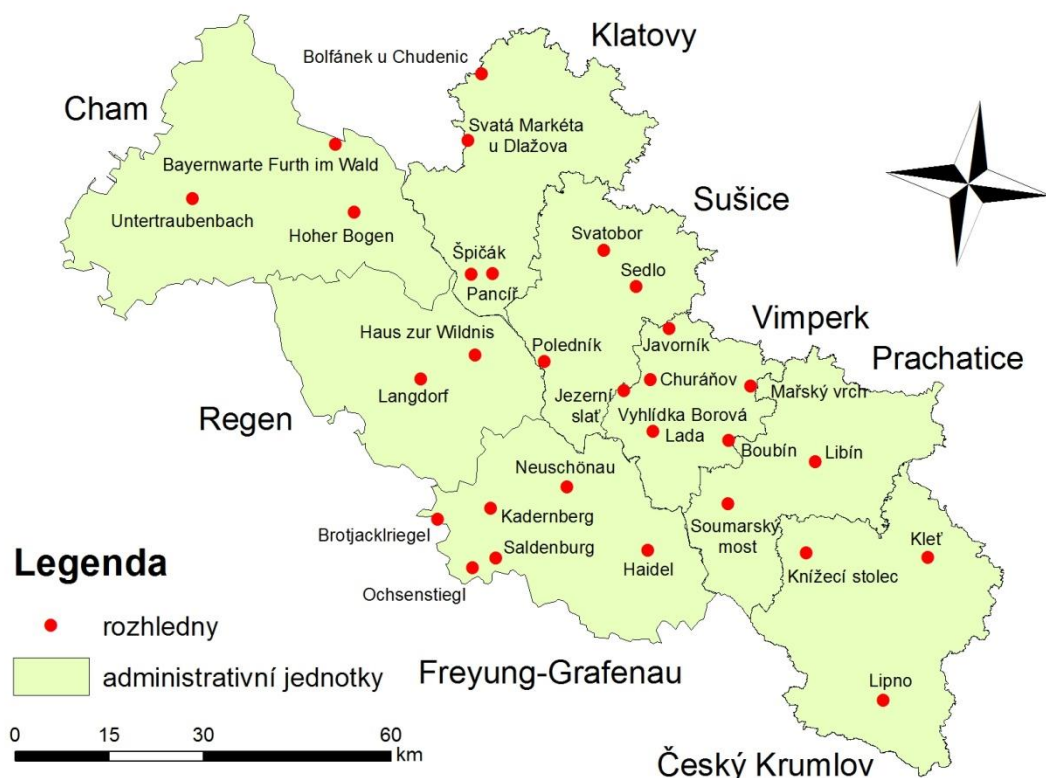 Klatovy
Bolfánek u Chudenic
Cham
Svatá Markéta
u Dlažova
Bayernwarte Furth im Wald
Untertraubenbach
Hoher Bogen
Sušice
Svatobor
Sedlo
Špičák
Pancíř
Vimperk
Prachatice
Haus zur Wildnis
Langdorf
Poledník
Javorník
Churáňov
Mařský vrch
Jezerní
slať
Vyhlídka Borová
Lada
Boubín
Libín
Regen
Neuschönau
Kadernberg
Brotjacklriegel
Saldenburg
Ochsenstiegl
Haidel
Soumarský
most
Knížecí stolec
Kleť
Lipno
Freyung-Grafenau
Český Krumlov
Legenda
rozhledny
administrativní jednotky
0 15 30 60
km